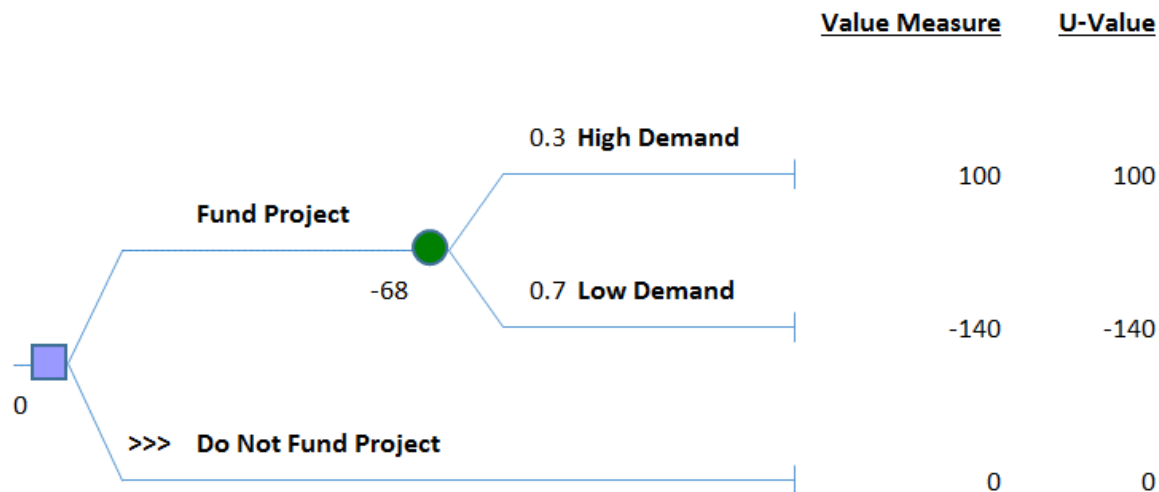 Value Measure U-Value
0.3 High Demand
100 100
Fund Project
-68
0.7 Low Demand
-140 -140
0
>>> Do Not Fund Project
0 0